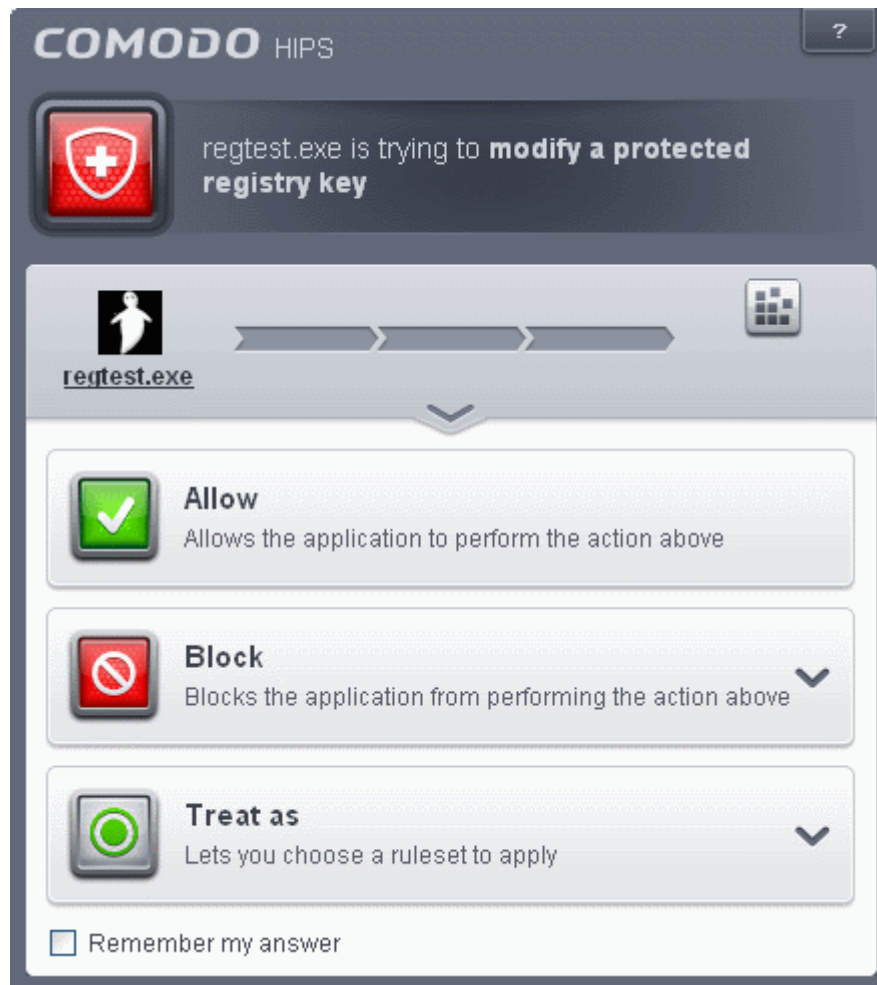 COMODO HIPS
?
regtest.exe is trying to modify a protected
registry key
regtest.exe
Allow
Allows the application to perform the action above
Block
Blocks the application from performing the action above
Treat as
Lets you choose a ruleset to apply
Remember my answer